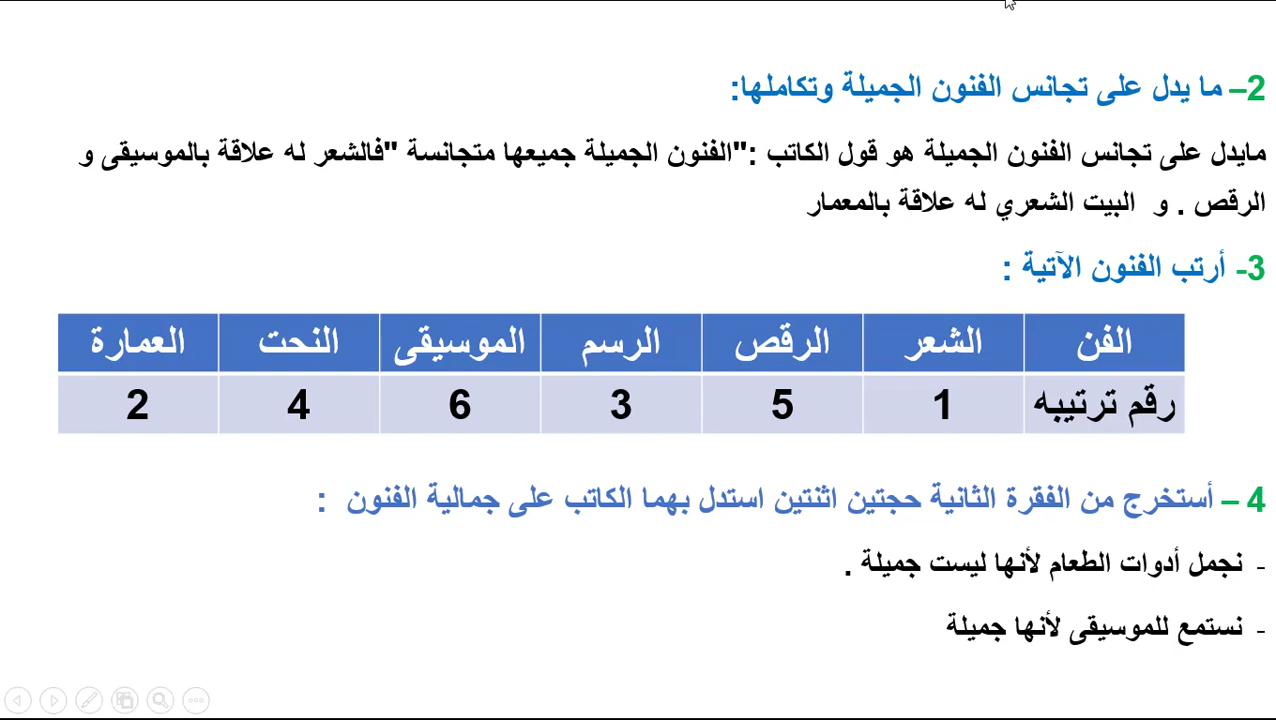 2– ما يدل على تجانس الفنون الجميلة وتكاملها:
مايدل على تجانس الفنون الجميلة هو قول الكاتب :"الفنون الجميلة جميعها متجانسة "فالشعر له علاقة بالموسيقى و
الرقص . و البيت الشعري له علاقة بالمعمار
3- أرتب الفنون الآتية :
الفن الشعر الرقص الرسم الموسيقى النحت العمارة
رقم ترتيبه 1 5 3 6 4 2
4 – أستخرج من الفقرة الثانية حجتين اثنتين استدل بهما الكاتب على جمالية الفنون :
- نجمل أدوات الطعام لأنها ليست جميلة .
- نستمع للموسيقى لأنها جميلة